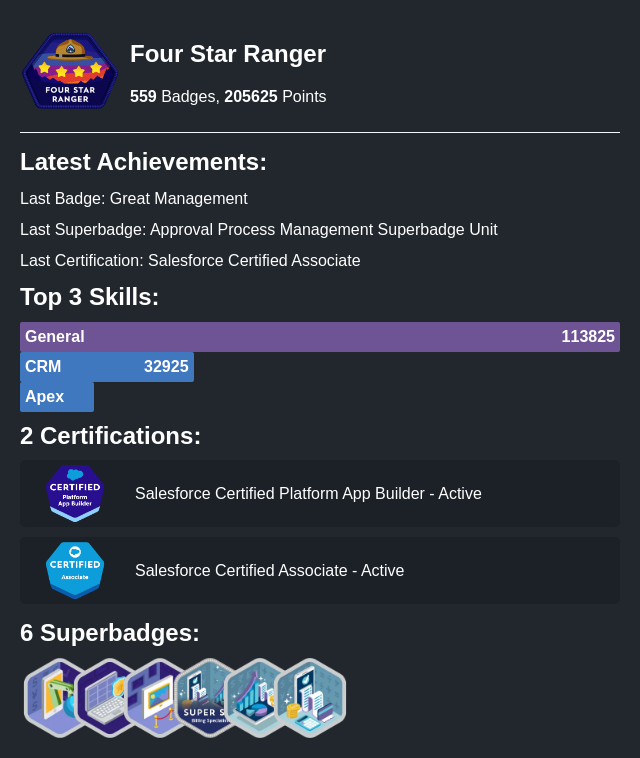 FOUR STAR
RANGER
Four Star Ranger
559 Badges, 205625 Points
Latest Achievements:
Last Badge: Great Management
Last Superbadge: Approval Process Management Superbadge Unit
Last Certification: Salesforce Certified Associate
Top 3 Skills:
General 113825
CRM 32925
Apex
2 Certifications:
CERTIFIED
Platform
App Builder
Salesforce Certified Platform App Builder - Active
CERTIFIED
Associate
Salesforce Certified Associate - Active
6 Superbadges:
SUPER S